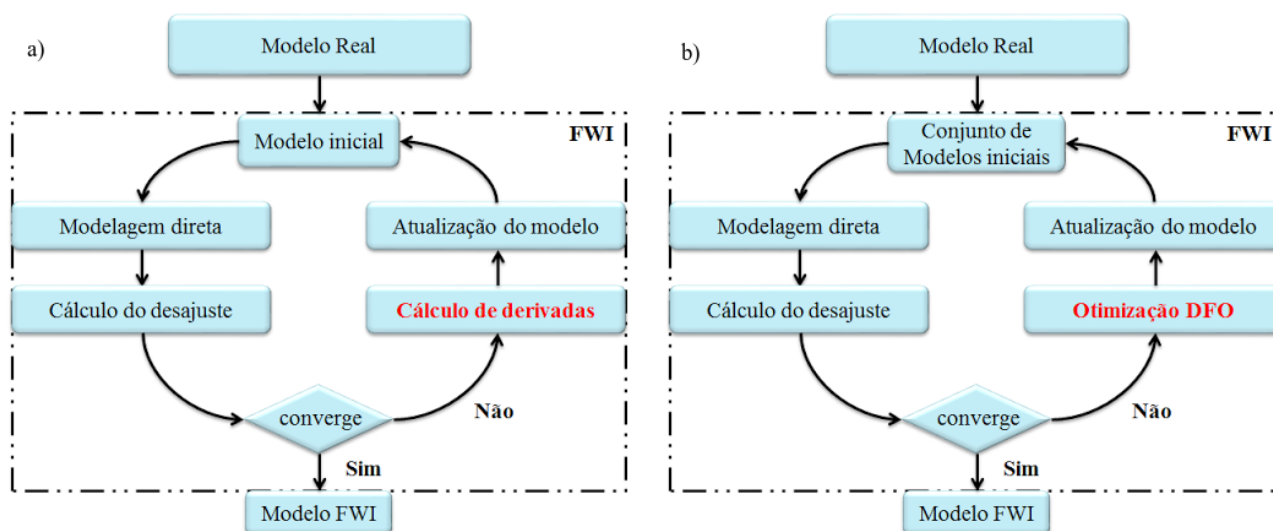 a)
Modelo Real
FWI
Modelo inicial
Modelagem direta
Atualização do modelo
Cálculo do desajuste
Cálculo de derivadas
converge
Não
Sim
Modelo FWI
b)
Modelo Real
FWI
Conjunto de
Modelos iniciais
Modelagem direta
Atualização do modelo
Cálculo do desajuste
Otimização DFO
converge
Não
Sim
Modelo FWI